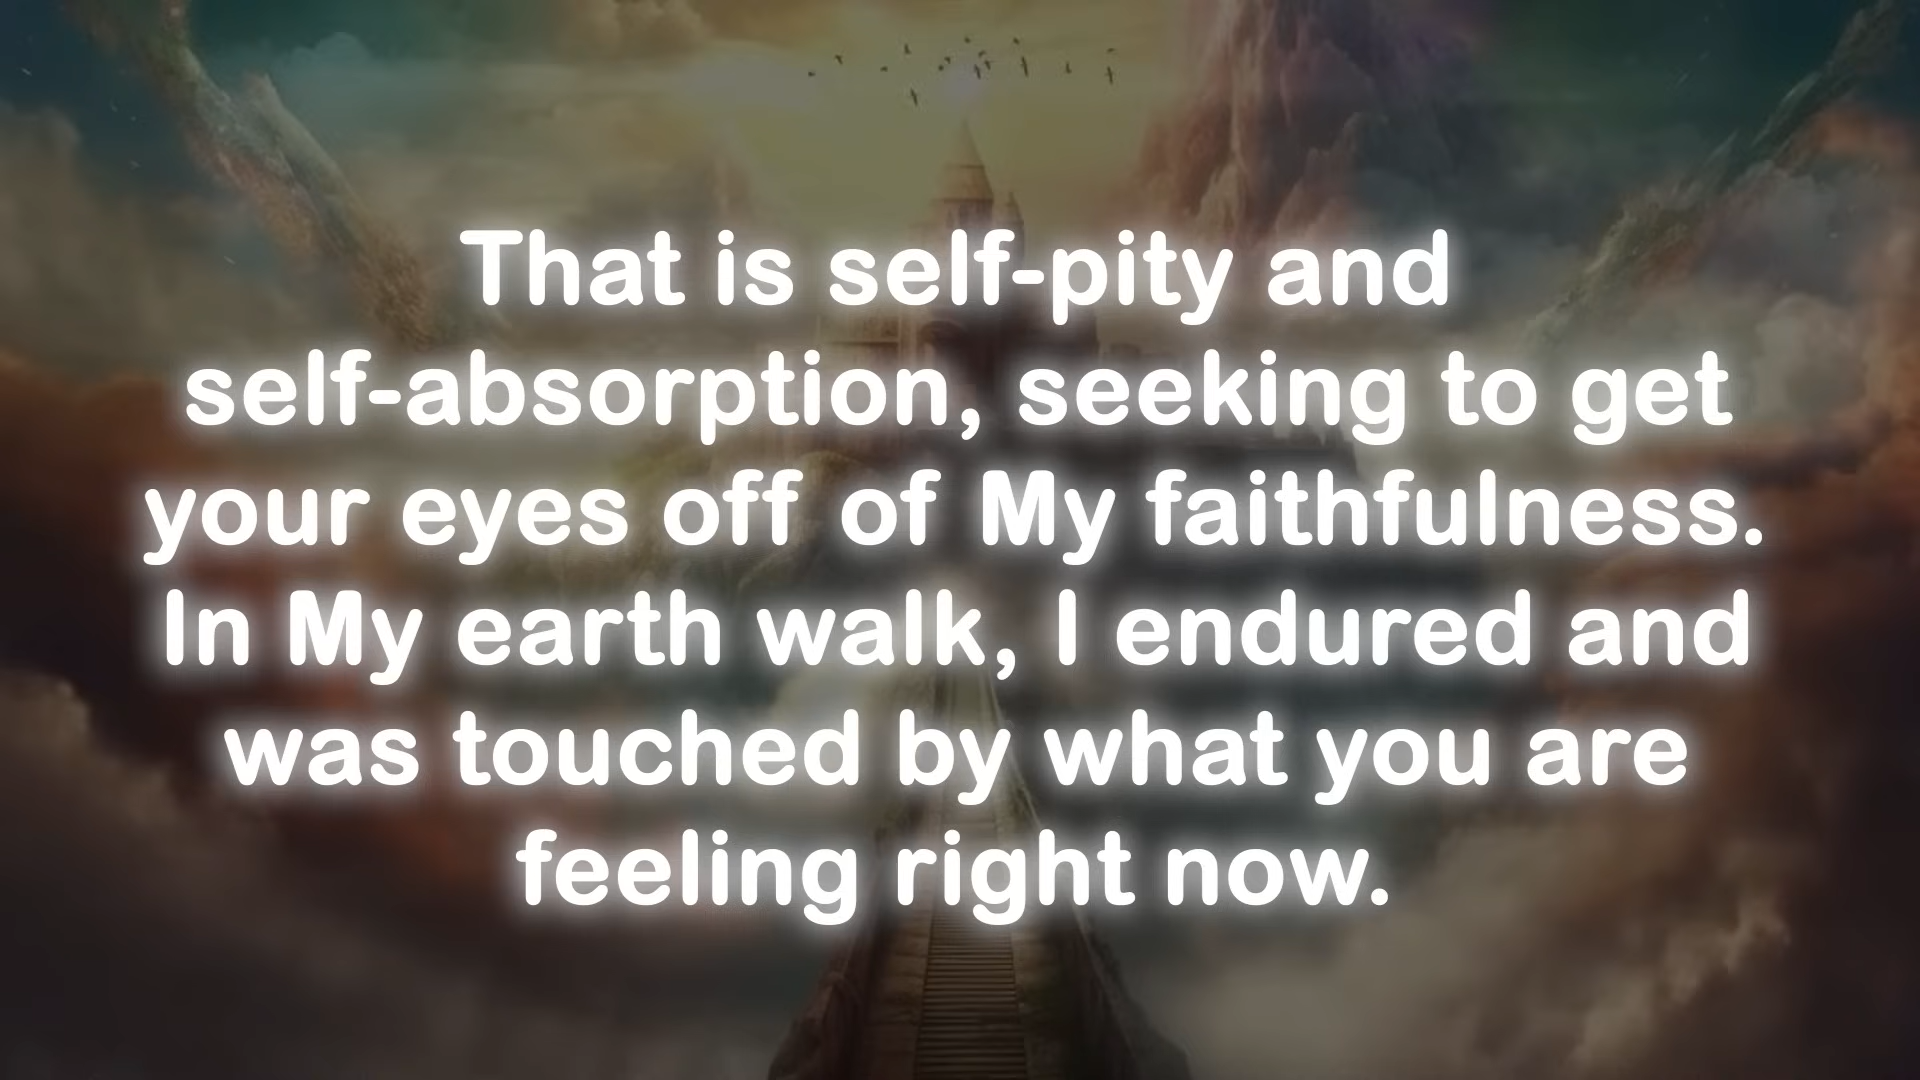 That is self-pity and
self-absorption, seeking to get
your eyes off of My faithfulness.
In My earth walk, I endured and
was touched by what you are
feeling right now.